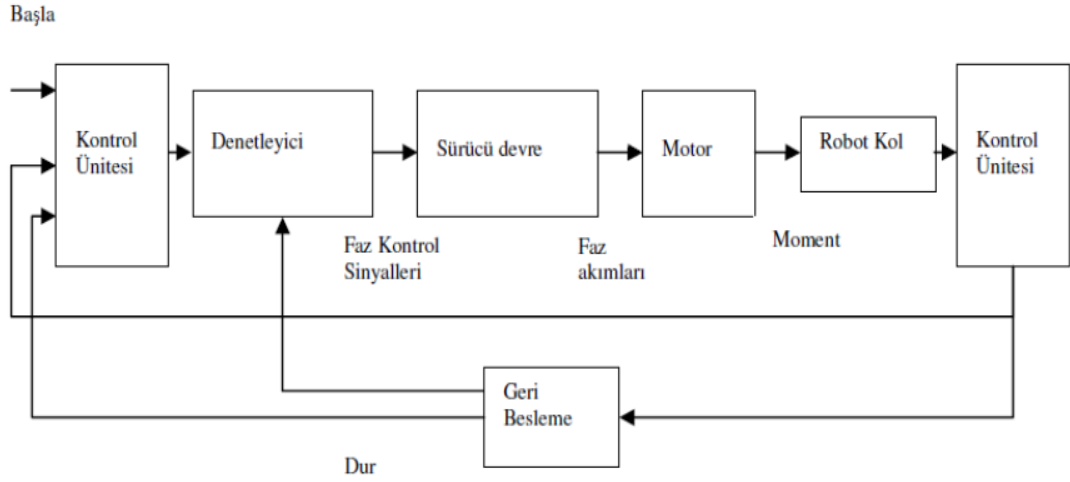 Başla
Kontrol
Ünitesi
Denetleyici
Sürücü devre
Motor
Robot Kol
Kontrol
Ünitesi
Faz Kontrol
Sinyalleri
Faz
akımları
Moment
Geri
Besleme
Dur